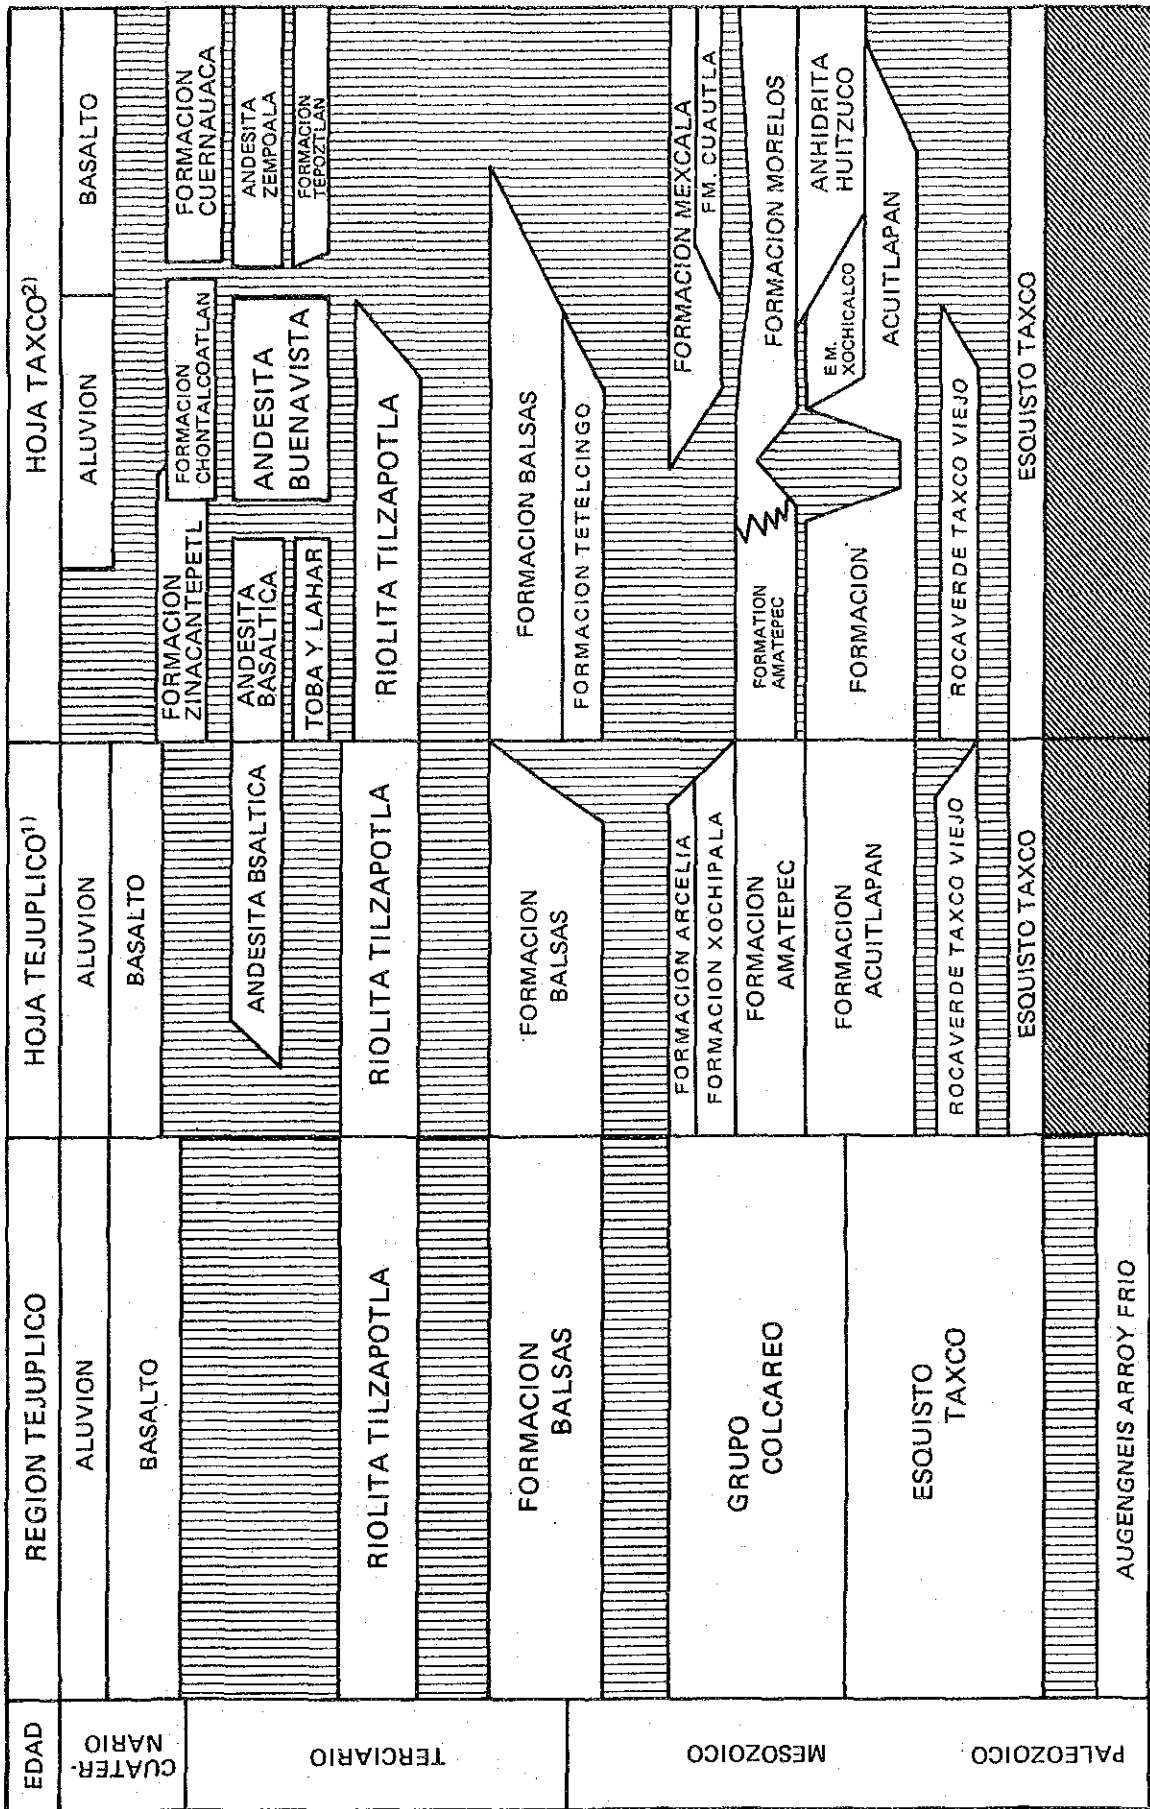 EDAD
REGION TEJUPLICO
HOJA TEJUPLICO1)
HOJA TAXCO2)
CUATER-
NARIO
TERCIARIO
MESOZOICO
PALEOZOICO
ALUVION
BASALTO
RIOLITA TILZAPOTLA
FORMACION
BALSAS
GRUPO
COLCAREO
ESQUISTO
TAXCO
AUGENGNEIS ARROY FRIO
ALUVION
BASALTO
ANDESITA BSALTICA
RIOLITA TILZAPOTLA
FORMACION
BALSAS
FORMACION ARCELIA
FORMACION XOCHIPALA
FORMACION
AMATEPEC
FORMACION
ACUITLAPAN
ROCAVERDE TAXCO VIEJO
ESQUISTO TAXCO
ALUVION
BASALTO
FORMACION
ZINACANTEPETL
FORMACION
CHONTALCOATLAN
FORMACION
CUERNAUACA
ANDESITA
BASALTICA
ANDESITA
BUENAVISTA
ANDESITA
ZEMPOALA
TOBA Y LAHAR
FORMACION
TEPOZTLAN
RIOLITA TILZAPOTLA
FORMACION BALSAS
FORMACION TETELCINGO
FORMACION MEXCALA
FM. CUAUTLA
FORMATION
AMATEPEC
FORMACION MORELOS
EM.
XOCHICALCO
ANHIDRITA
HUITZUCO
FORMACION
ACUITLAPAN
ROCAVERDE TAXCO VIEJO
ESQUISTO TAXCO